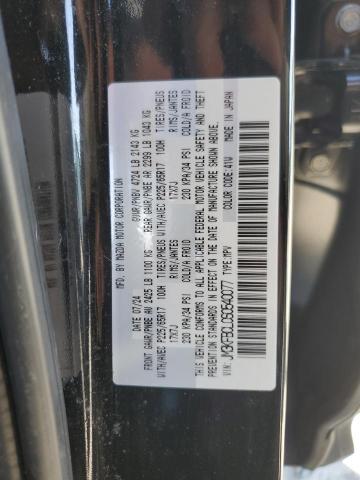 MFD. BY MAZDA MOTOR CORPORATION
DATE: 07/24 GVWR/PNBV 4724 LB 2143 KG
FRONT GAWR/PNBE AV 2425 LB 1100 KG REAR GAWR/PNBE AR 2299 LB 1043 KG
WITH/AVEC P225/65R17 100H TIRES/PNEUS WITH/AVEC P225/65R17 100H TIRES/PNEUS
17X7J RIMS/JANTES 17X7J RIMS/JANTES
230 KPA/34 PSI COLD/A FROID 230 KPA/34 PSI COLD/A FROID
THIS VEHICLE CONFORMS TO ALL APPLICABLE FEDERAL MOTOR VEHICLE SAFETY AND THEFT
PREVENTION STANDARDS IN EFFECT ON THE DATE OF MANUFACTURE SHOWN ABOVE.
TYPE: MPV COLOR CODE: 41W MADE IN JAPAN
VIN: